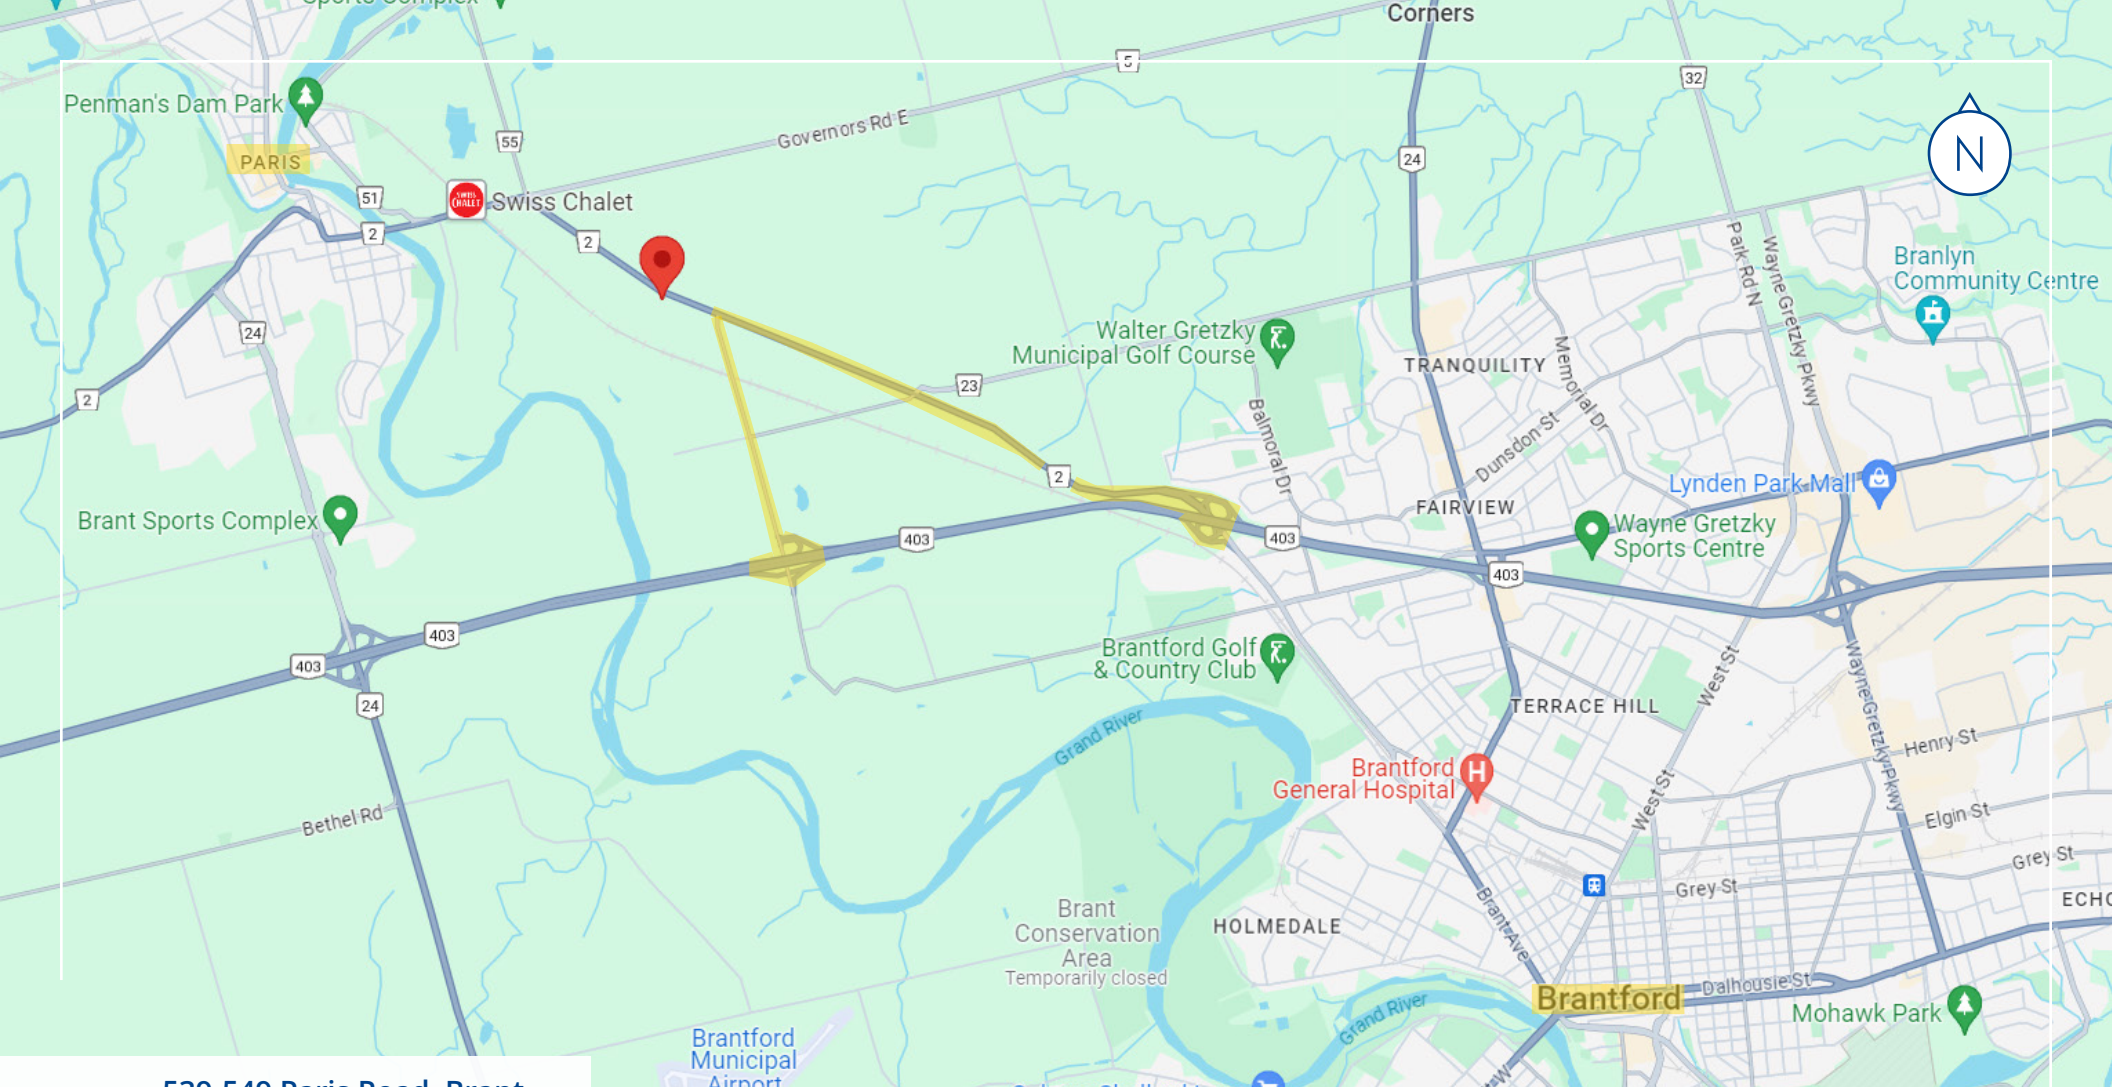 Corners
5
32
Penman's Dam Park
Governors Rd E
55
24
N
PARIS
51
SWISS
CHALET
Swiss Chalet
2
2
Park Rd N
Wayne Gretzky Pkwy
Branlyn
Community Centre
24
Walter Gretzky
Municipal Golf Course
TRANQUILITY
Memorial Dr
23
2
Balmoral Dr
Dunsdon St
2
Lynden Park Mall
FAIRVIEW
Brant Sports Complex
Wayne Gretzky
Sports Centre
403
403
403
403
403
Brantford Golf
& Country Club
24
TERRACE HILL
West St
Wayne Gretzky Pkwy
Grand River
Henry St
Brantford
General Hospital
West St
Bethel Rd
Elgin St
Grey St
Grey St
Brant Ave
ECHO
Brant
Conservation
Area
Temporarily closed
HOLMEDALE
Dalhousie St
Brantford
Grand River
Mohawk Park
Brantford
Municipal
Airport